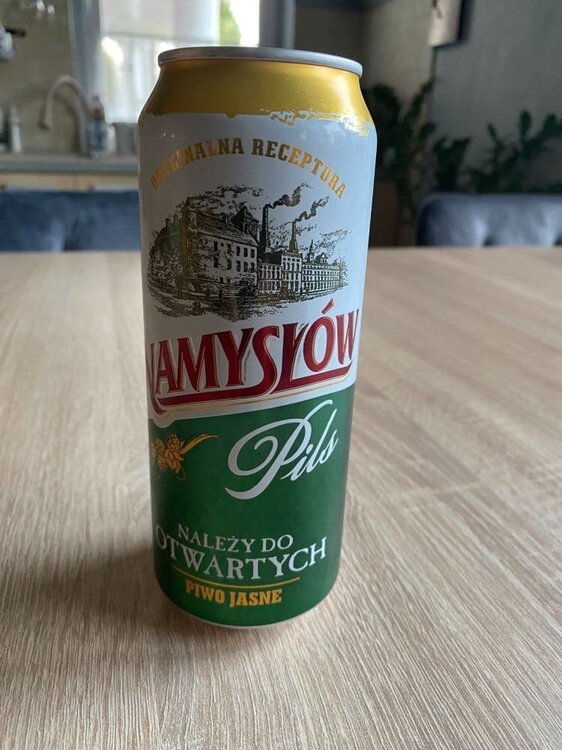 ORYGINALNA RECEPTURA
NAMYSŁÓW
Pils
NALEŻY DO
OTWARTYCH
PIWO JASNE